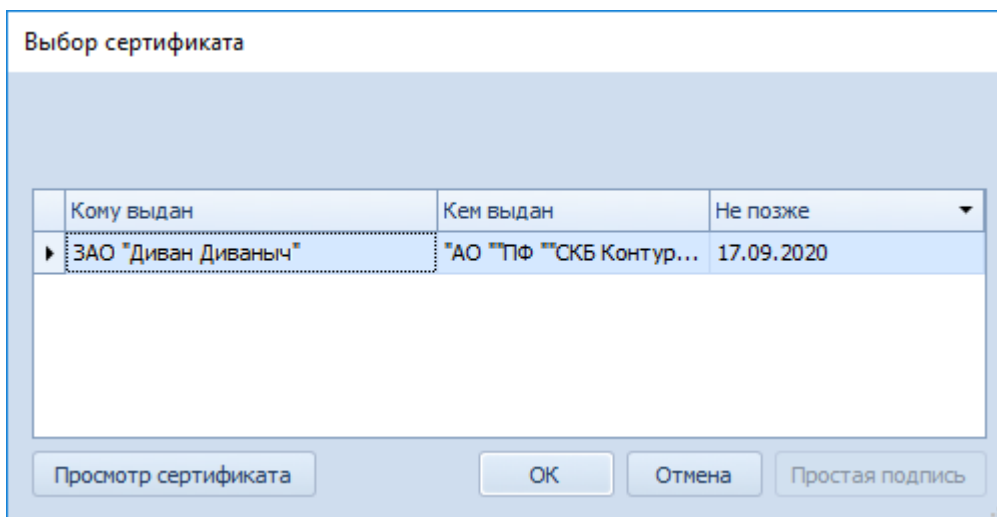 Выбор сертификата
Кому выдан Кем выдан Не позже
ЗАО "Диван Диваныч" "АО ""ПФ ""СКБ Контур... 17.09.2020
Просмотр сертификата ОК Отмена Простая подпись